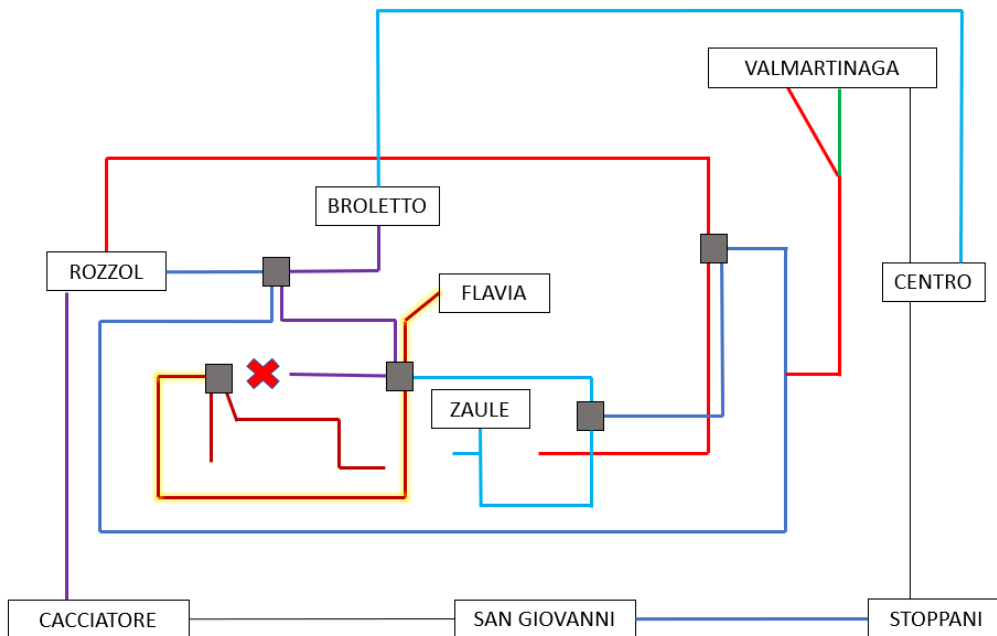 VALMARTINAGA
BROLETTO
ROZZOL
FLAVIA
CENTRO
ZAULE
CACCIATORE
SAN GIOVANNI
STOPPANI